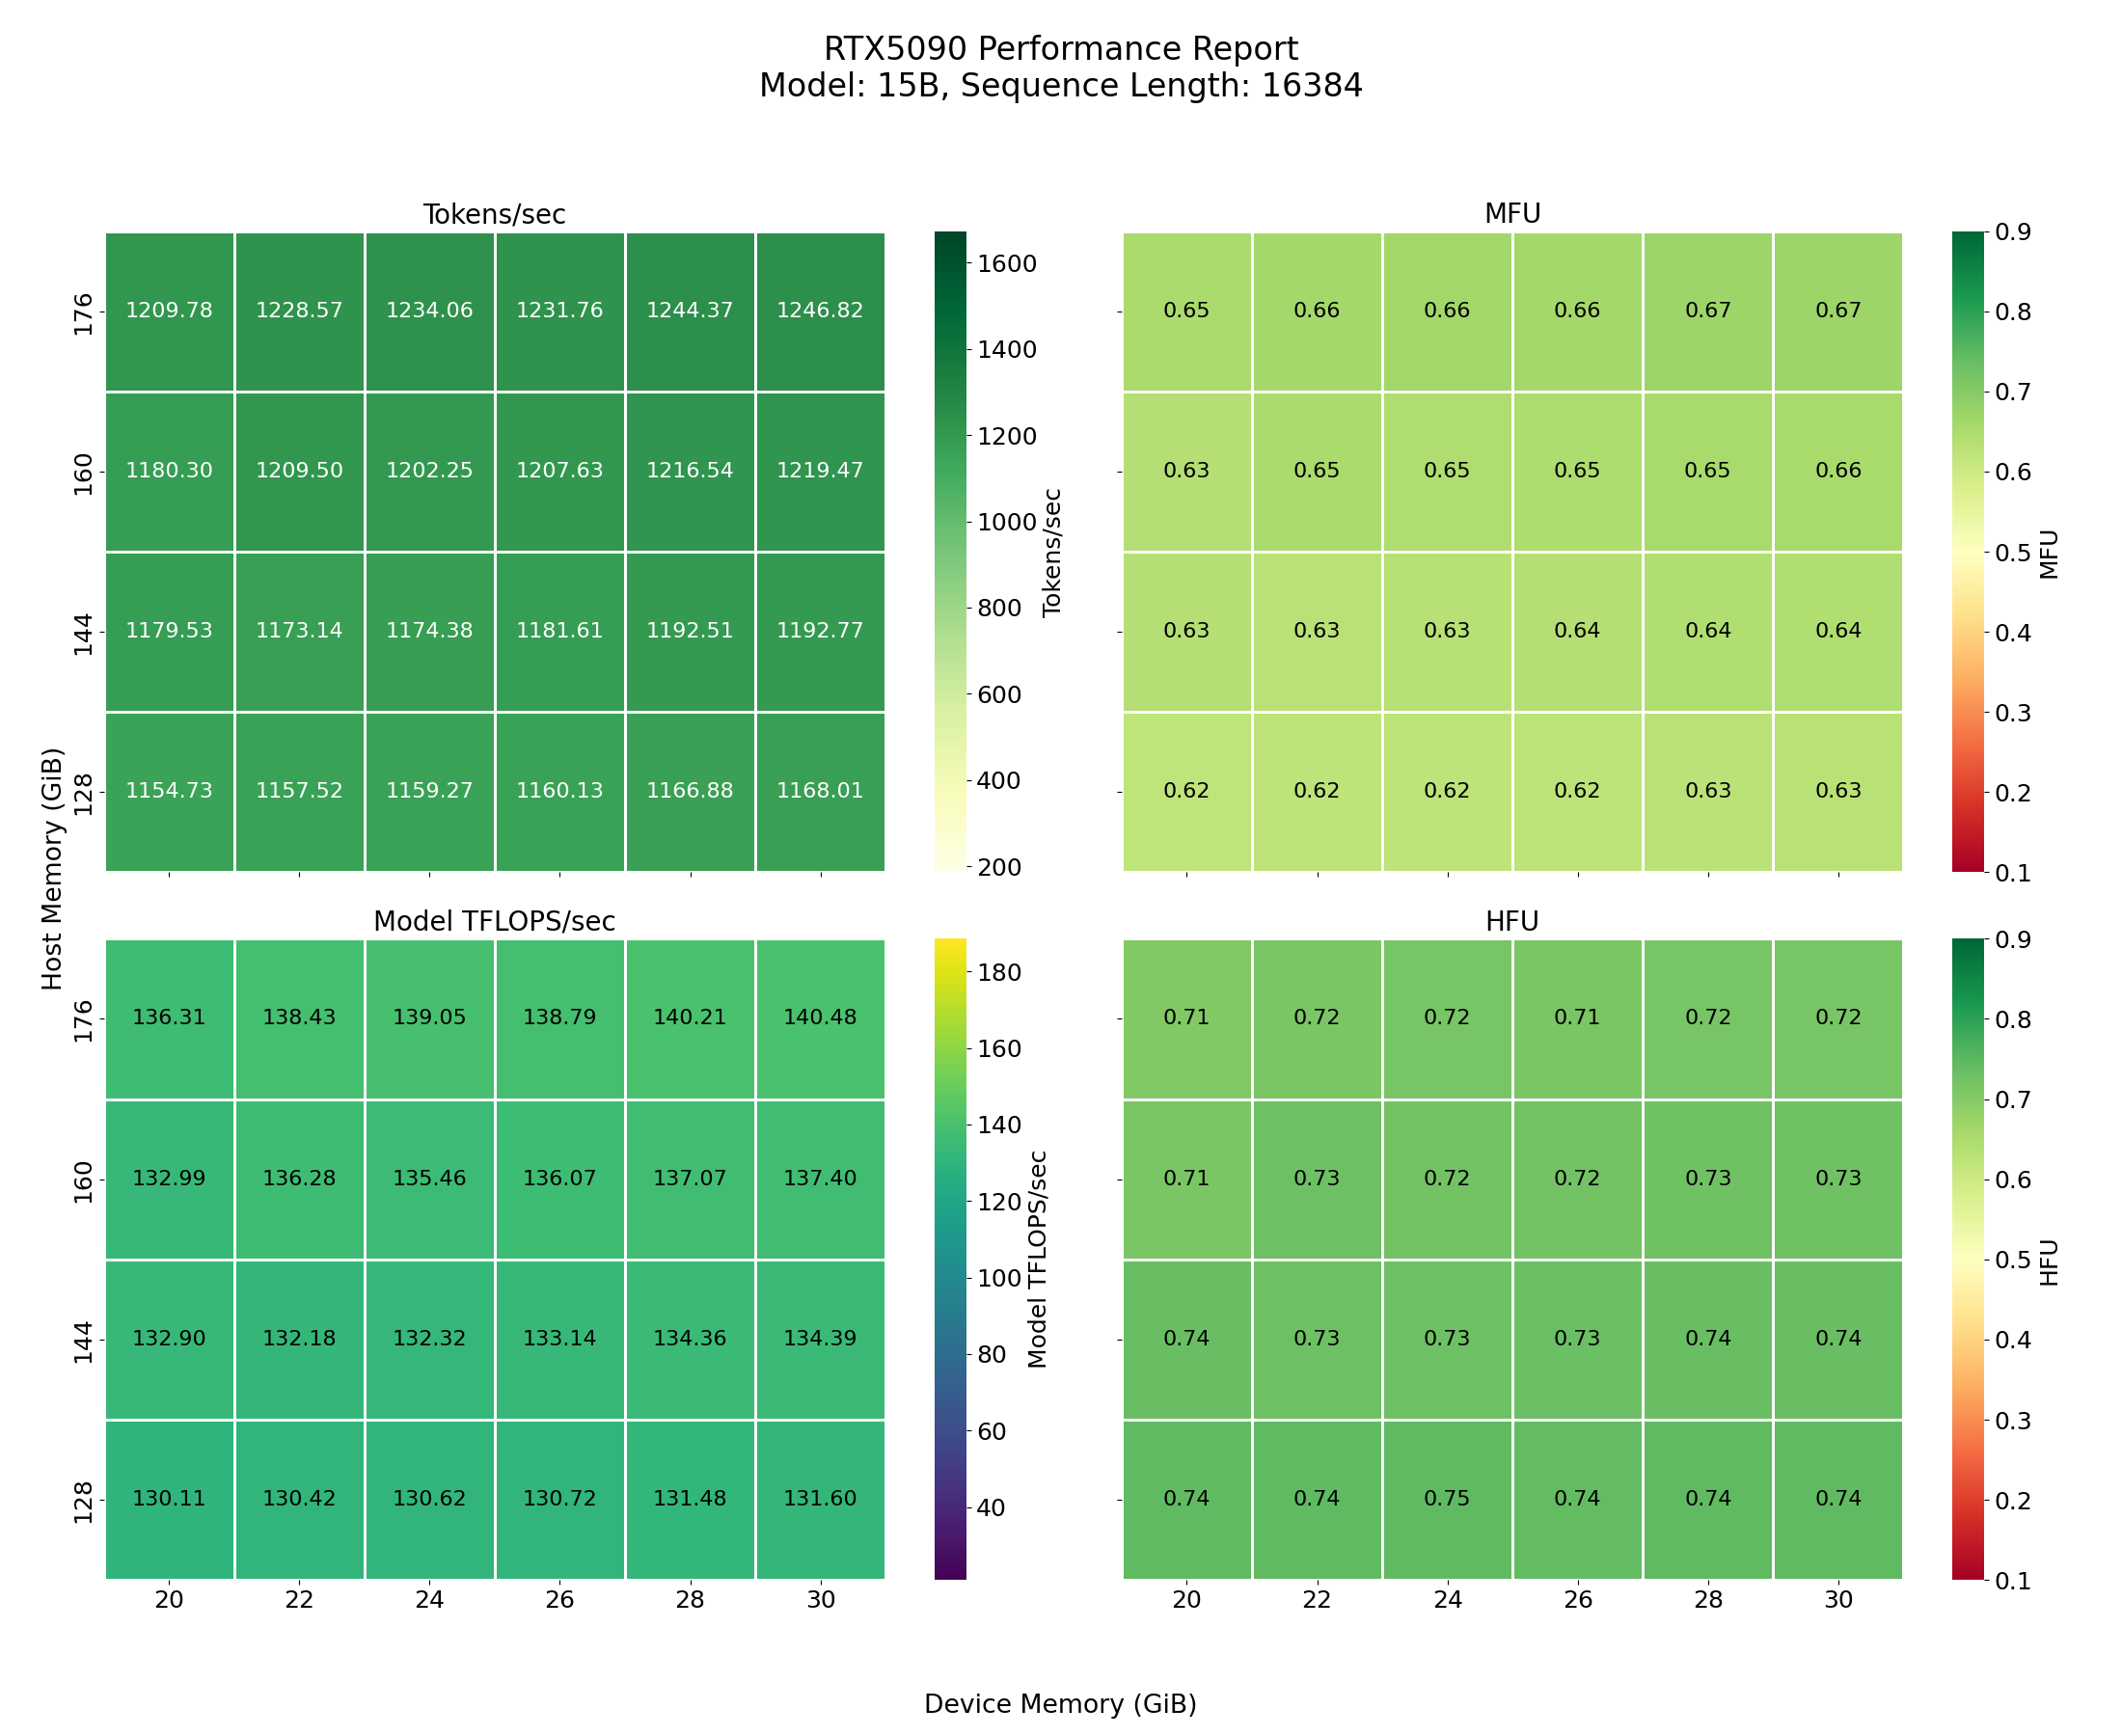 RTX5090 Performance Report
Model: 15B, Sequence Length: 16384
Tokens/sec
176 1209.78 1228.57 1234.06 1231.76 1244.37 1246.82
160 1180.30 1209.50 1202.25 1207.63 1216.54 1219.47
144 1179.53 1173.14 1174.38 1181.61 1192.51 1192.77
128 1154.73 1157.52 1159.27 1160.13 1166.88 1168.01
1600
1400
1200
1000
800
600
400
200
Tokens/sec
MFU
0.65 0.66 0.66 0.66 0.67 0.67
0.63 0.65 0.65 0.65 0.65 0.66
0.63 0.63 0.63 0.64 0.64 0.64
0.62 0.62 0.62 0.62 0.63 0.63
0.9
0.8
0.7
0.6
0.5
0.4
0.3
0.2
0.1
MFU
Host Memory (GiB)
Model TFLOPS/sec
176 136.31 138.43 139.05 138.79 140.21 140.48
160 132.99 136.28 135.46 136.07 137.07 137.40
144 132.90 132.18 132.32 133.14 134.36 134.39
128 130.11 130.42 130.62 130.72 131.48 131.60
20 22 24 26 28 30
180
160
140
120
100
80
60
40
Model TFLOPS/sec
HFU
0.71 0.72 0.72 0.71 0.72 0.72
0.71 0.73 0.72 0.72 0.73 0.73
0.74 0.73 0.73 0.73 0.74 0.74
0.74 0.74 0.75 0.74 0.74 0.74
20 22 24 26 28 30
0.9
0.8
0.7
0.6
0.5
0.4
0.3
0.2
0.1
HFU
Device Memory (GiB)